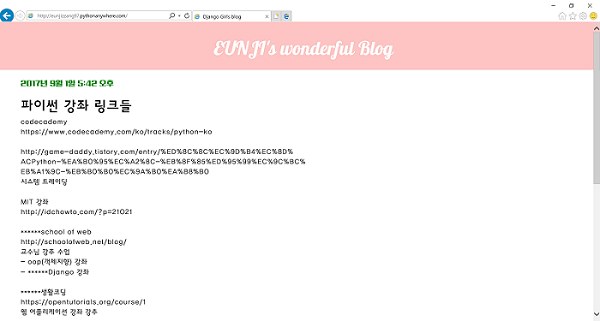 Django Girls blog
EUNJI's wonderful Blog
2017년 9월 1일 5:42 오후
파이썬 강좌 링크들
codecademy
https://www.codecademy.com/ko/tracks/python-ko
http://game-daddy.tistory.com/entry/%ED%8C%8C%EC%9D%B4%EC%8D%
ACPython-%EA%B0%95%EC%A2%8C-%EB%8F%85%ED%95%99%EC%9C%BC%
EB%A1%9C-%EB%B0%B0%EC%9A%B0%EA%B8%B0
시스템 트레이딩
MIT 강좌
http://idchowto.com/?p=21021
******school of web
http://schoolofweb.net/blog/
교수님 강추 수업
- oop(객체지향) 강좌
- ******Django 강좌
******생활코딩
https://opentutorials.org/course/1
웹 어플리케이션 강좌 강추